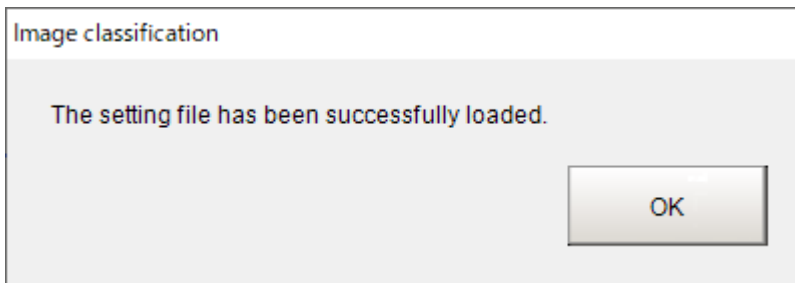 Image classification
The setting file has been successfully loaded.
OK